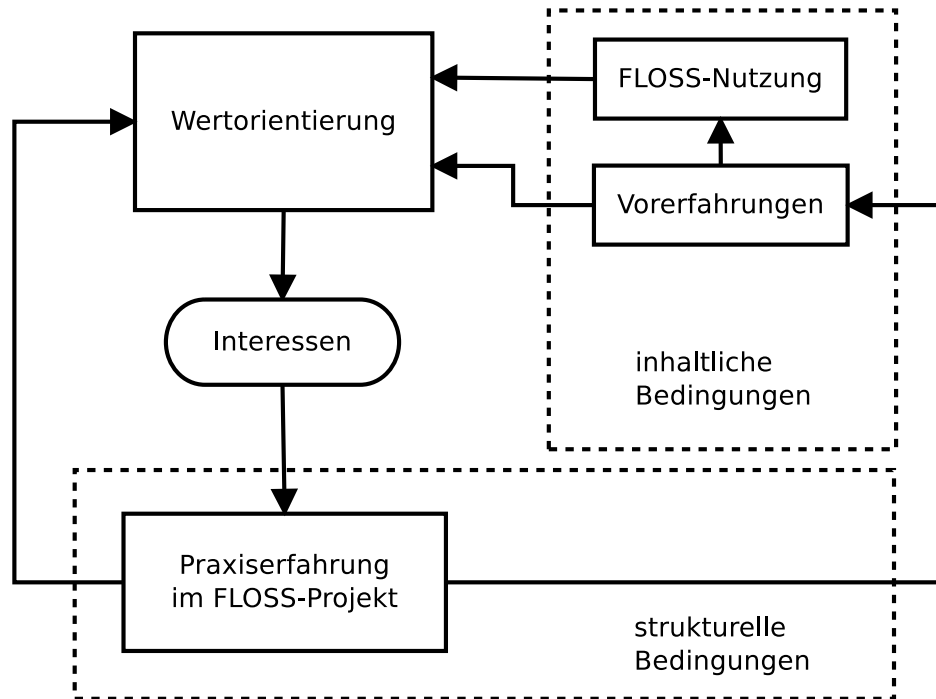 FLOSS-Nutzung
Wertorientierung
Vorerfahrungen
Interessen
inhaltliche
Bedingungen
Praxiserfahrung
im FLOSS-Projekt
strukturelle
Bedingungen